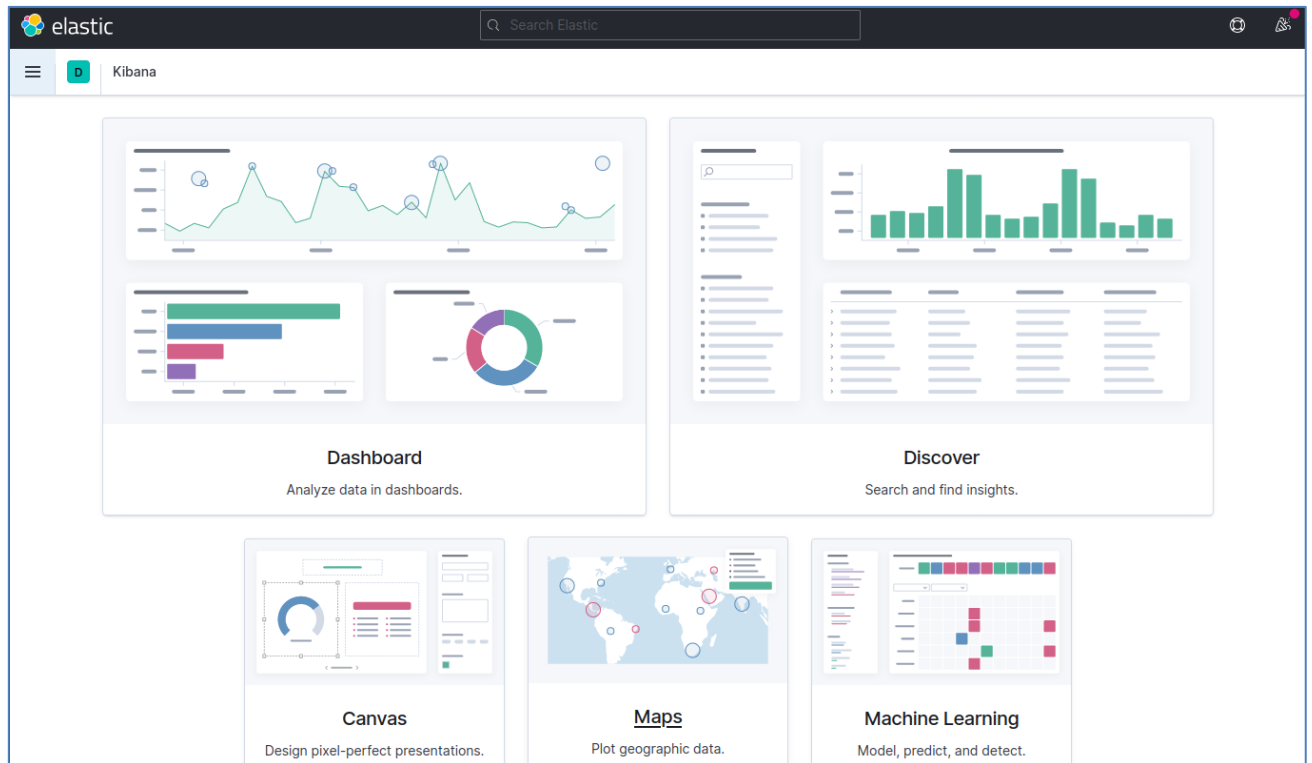 elastic
Search Elastic
D
Kibana
Dashboard
Analyze data in dashboards.
Discover
Search and find insights.
Canvas
Design pixel-perfect presentations.
Maps
Plot geographic data.
Machine Learning
Model, predict, and detect.